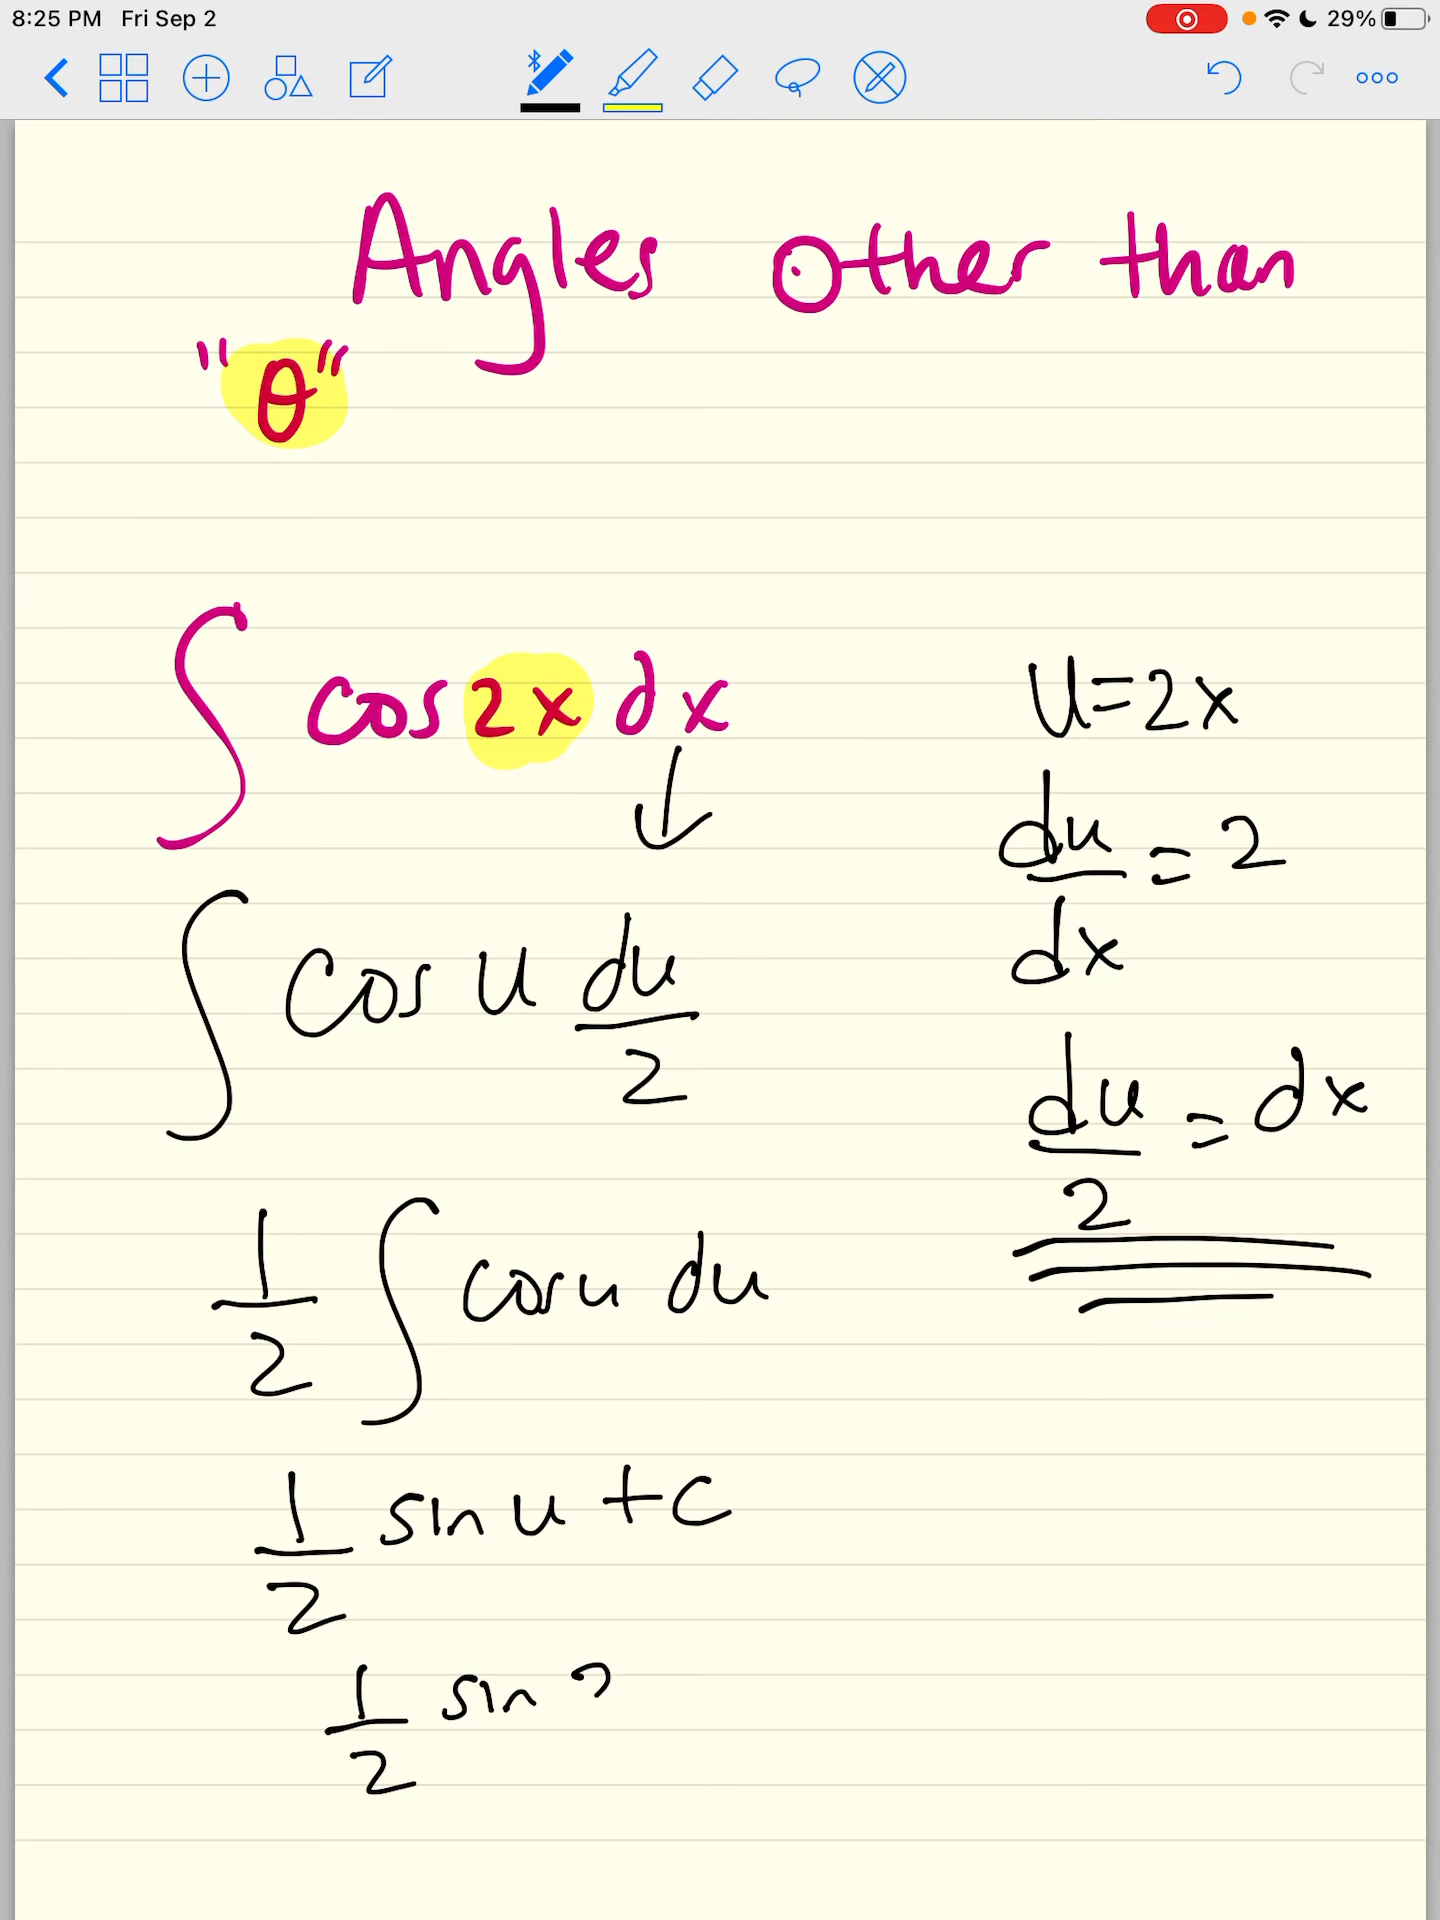 8:25 PM Fri Sep 2 29%
Angles Other than
"θ"
∫ cos 2x dx
↓
∫ cos u du/2
1/2 ∫ cos u du
1/2 sin u + c
1/2 sin
u = 2x
du/dx = 2
du/2 = dx